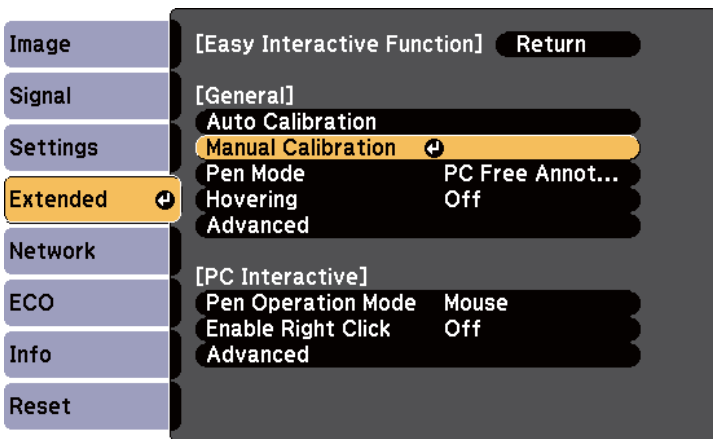 Image
Signal
Settings
Extended
Network
ECO
Info
Reset
[Easy Interactive Function] Return
[General]
Auto Calibration
Manual Calibration
Pen Mode PC Free Annot...
Hovering Off
Advanced
[PC Interactive]
Pen Operation Mode Mouse
Enable Right Click Off
Advanced